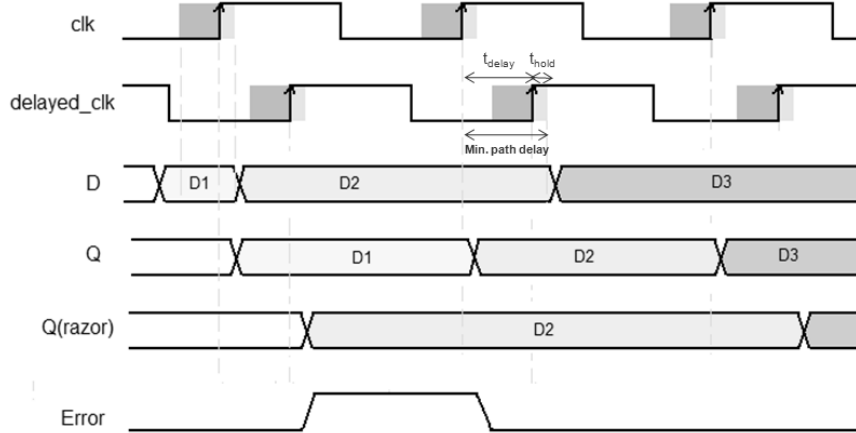 clk
t_delay t_hold
delayed_clk
Min. path delay
D D1 D2 D3
Q D1 D2 D3
Q(razor) D2
Error